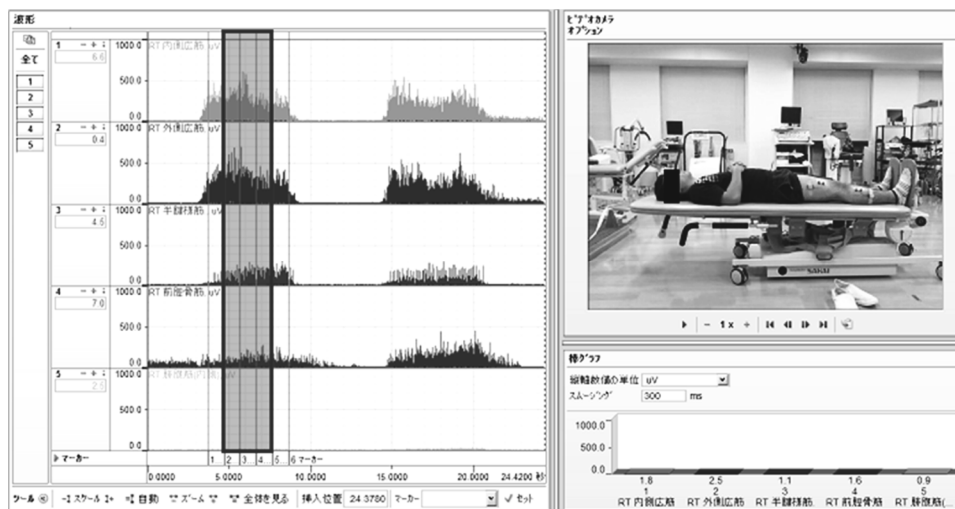 波形
全て
1
2
3
4
5
1
6.6
1000.0
500.0
0.0
RT 内側広筋, uV
2
0.4
1000.0
500.0
0.0
RT 外側広筋, uV
3
4.6
1000.0
500.0
0.0
RT 半腱様筋, uV
4
7.0
1000.0
500.0
0.0
RT 前脛骨筋, uV
5
2.5
1000.0
500.0
0.0
マーカー
1 2 3 4 5 6 マーカー
0.0000 5.0000 10.0000 15.0000 20.0000 24.4200 秒
ツール スケール 自動 ズーム 全体を見る 挿入位置 24.3780 マーカー セット
ビデオカメラ
オプション
1 x
棒グラフ
縦軸数値の単位 uV
スムージング 300 ms
1000.0
500.0
0.0
1.8 2.5 1.1 1.6 0.9
1 2 3 4 5
RT 内側広筋 RT 外側広筋 RT 半腱様筋 RT 前脛骨筋 RT 腓腹筋(...